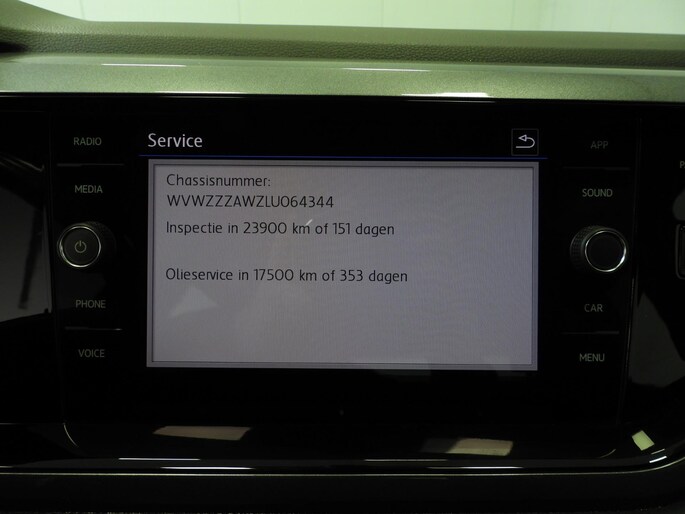 RADIO
MEDIA
PHONE
VOICE
Service
Chassisnummer:
WVWZZZAWZLU064344
Inspectie in 23900 km of 151 dagen
Olieservice in 17500 km of 353 dagen
APP
SOUND
CAR
MENU